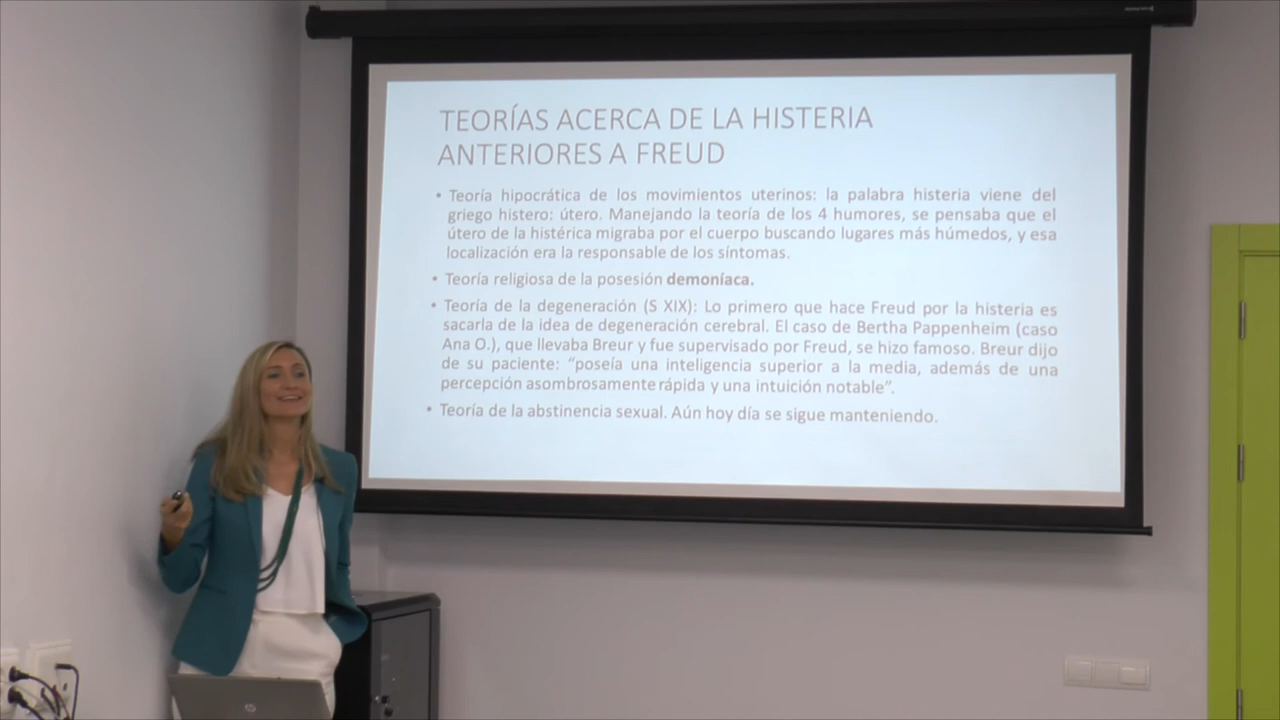 TEORÍAS ACERCA DE LA HISTERIA
ANTERIORES A FREUD
• Teoría hipocrática de los movimientos uterinos: la palabra histeria viene del
griego histero: útero. Manejando la teoría de los 4 humores, se pensaba que el
útero de la histérica migraba por el cuerpo buscando lugares más húmedos, y esa
localización era la responsable de los síntomas.
• Teoría religiosa de la posesión demoníaca.
• Teoría de la degeneración (S XIX): Lo primero que hace Freud por la histeria es
sacarla de la idea de degeneración cerebral. El caso de Bertha Pappenheim (caso
Ana O.), que llevaba Breur y fue supervisado por Freud, se hizo famoso. Breur dijo
de su paciente: “poseía una inteligencia superior a la media, además de una
percepción asombrosamente rápida y una intuición notable”.
• Teoría de la abstinencia sexual. Aún hoy día se sigue manteniendo.
hp